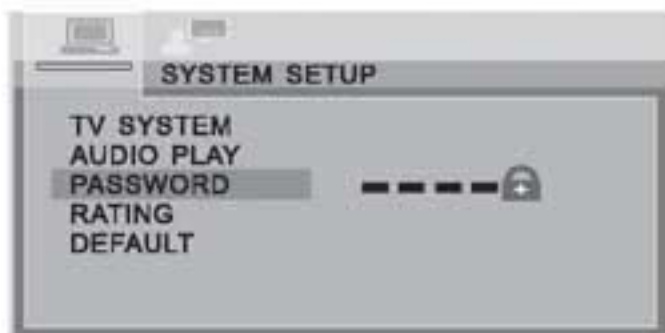 SYSTEM SETUP
TV SYSTEM
AUDIO PLAY
PASSWORD
RATING
DEFAULT